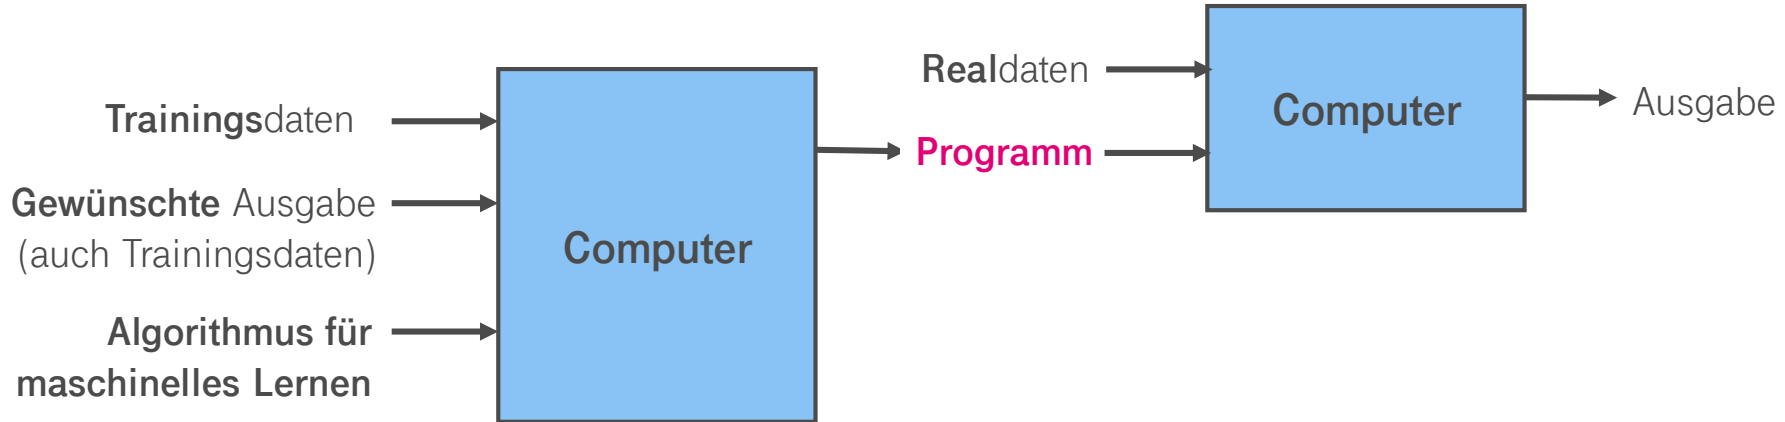 Trainingsdaten
Gewünschte Ausgabe
(auch Trainingsdaten)
Algorithmus für
maschinelles Lernen
Computer
Realdaten
Programm
Computer
Ausgabe